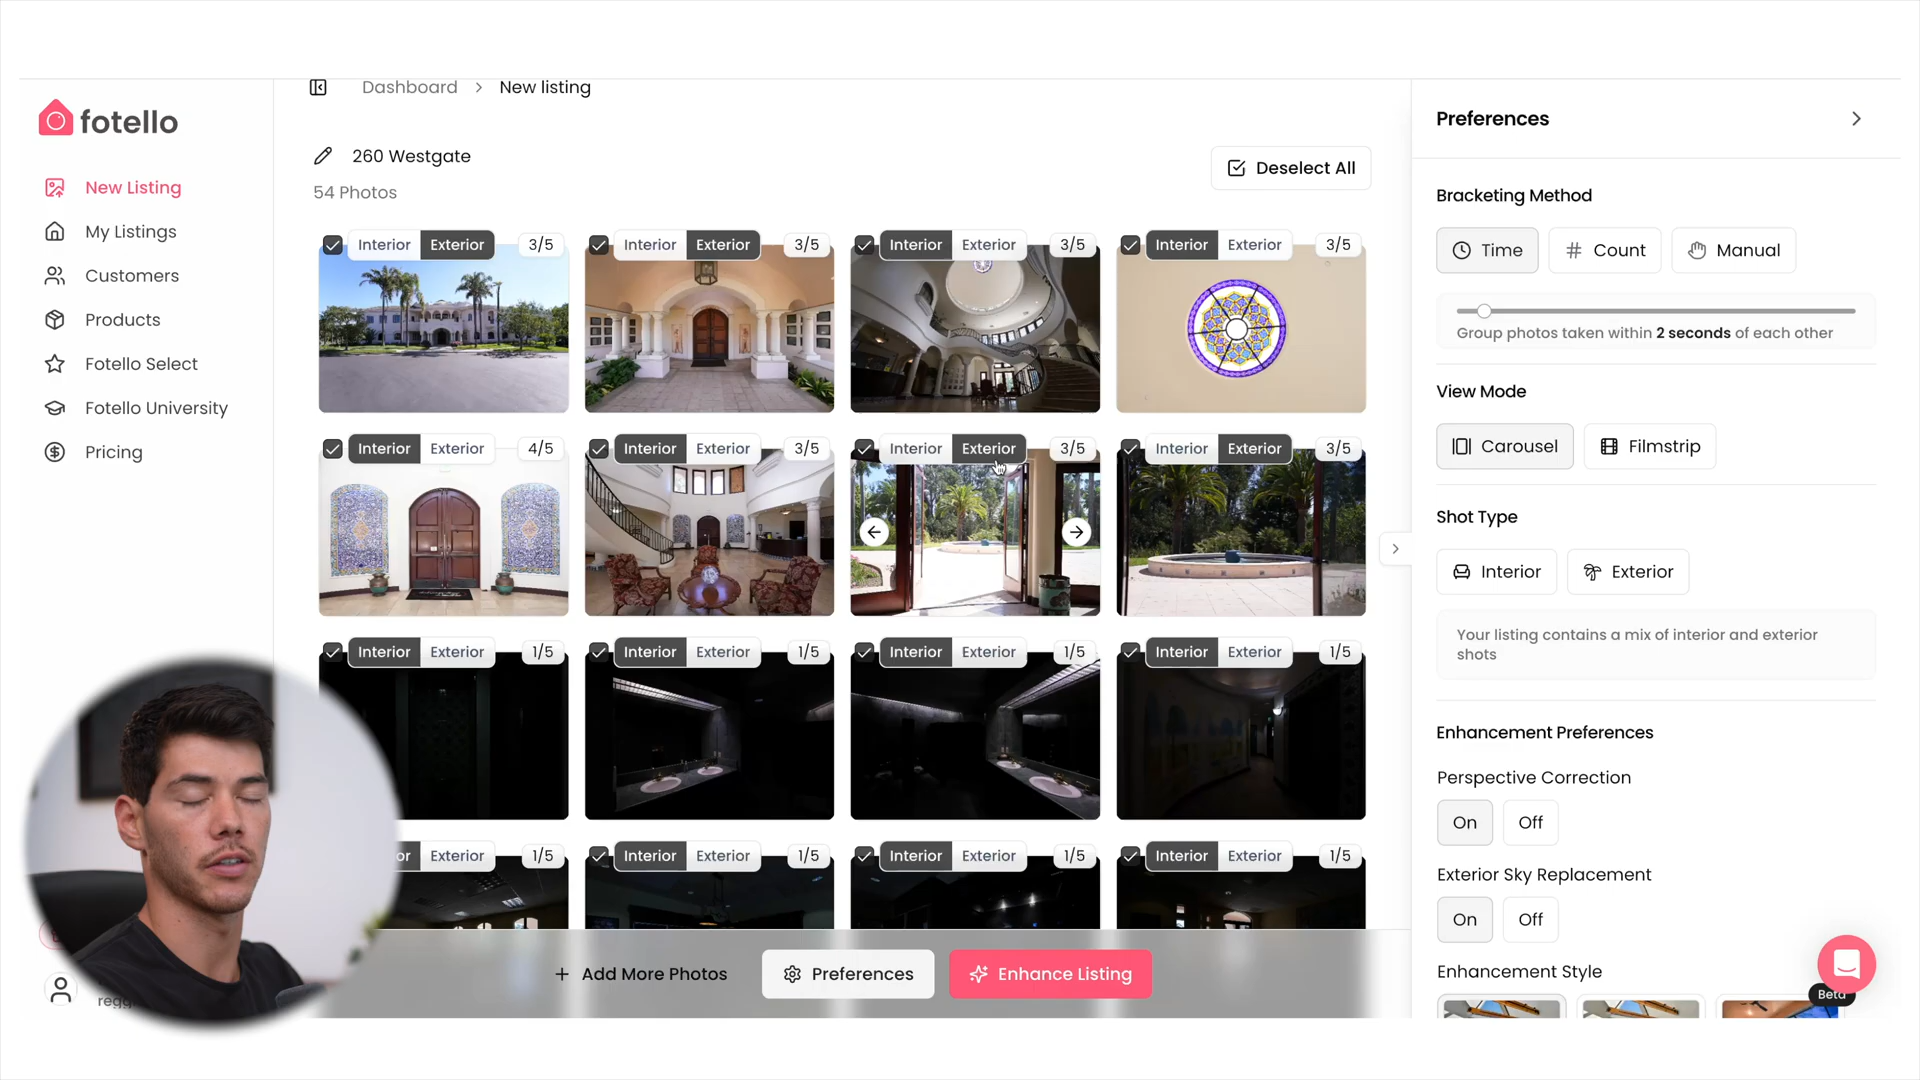 fotello
New Listing
My Listings
Customers
Products
Fotello Select
Fotello University
Pricing
Dashboard > New listing
260 Westgate
54 Photos
Deselect All
Interior Exterior 3/5
Interior Exterior 3/5
Interior Exterior 3/5
Interior Exterior 3/5
Interior Exterior 4/5
Interior Exterior 3/5
Interior Exterior 3/5
Interior Exterior 3/5
Interior Exterior 1/5
Interior Exterior 1/5
Interior Exterior 1/5
Interior Exterior 1/5
Exterior 1/5
Interior Exterior 1/5
Interior Exterior 1/5
Interior Exterior 1/5
+ Add More Photos
Preferences
Enhance Listing
Preferences
Bracketing Method
Time
# Count
Manual
Group photos taken within 2 seconds of each other
View Mode
Carousel
Filmstrip
Shot Type
Interior
Exterior
Your listing contains a mix of interior and exterior
shots
Enhancement Preferences
Perspective Correction
On
Off
Exterior Sky Replacement
On
Off
Enhancement Style
Beta